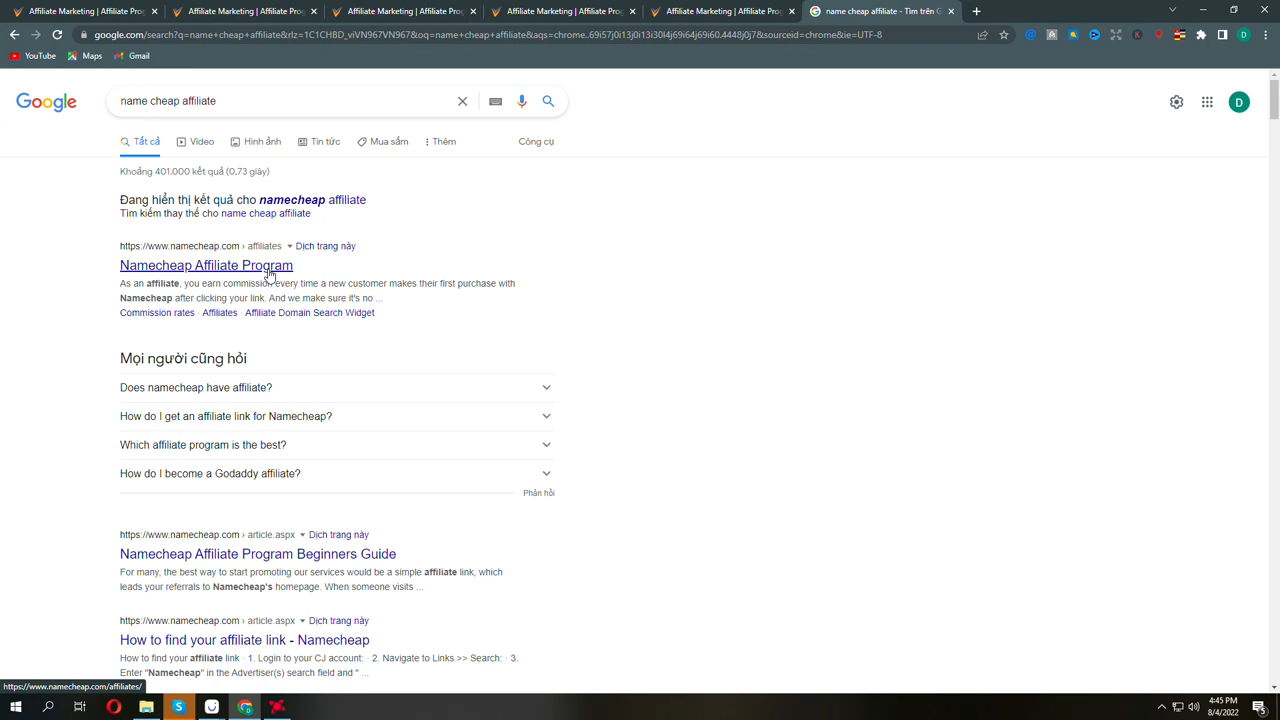 Affiliate Marketing | Affiliate Prog
Affiliate Marketing | Affiliate Prog
Affiliate Marketing | Affiliate Prog
Affiliate Marketing | Affiliate Prog
Affiliate Marketing | Affiliate Prog
name cheap affiliate - Tìm trên G
google.com/search?q=name+cheap+affiliate&rlz=1C1CHBD_viVN967VN967&oq=name+cheap+affiliate&aqs=chrome..69i57j0i13j0i13i30l4j69i64j69i60.4448j0j7&sourceid=chrome&ie=UTF-8
D
YouTube
Maps
Gmail
Google
name cheap affiliate
D
Tất cả
Video
Hình ảnh
Tin tức
Mua sắm
Thêm
Công cụ
Khoảng 401.000 kết quả (0,73 giây)
Đang hiển thị kết quả cho namecheap affiliate
Tìm kiếm thay thế cho name cheap affiliate
https://www.namecheap.com › affiliates ▾ Dịch trang này
Namecheap Affiliate Program
As an affiliate, you earn commission every time a new customer makes their first purchase with
Namecheap after clicking your link. And we make sure it's no ...
Commission rates · Affiliates · Affiliate Domain Search Widget
Mọi người cũng hỏi
Does namecheap have affiliate?
How do I get an affiliate link for Namecheap?
Which affiliate program is the best?
How do I become a Godaddy affiliate?
Phản hồi
https://www.namecheap.com › article.aspx ▾ Dịch trang này
Namecheap Affiliate Program Beginners Guide
For many, the best way to start promoting our services would be a simple affiliate link, which
leads your referrals to Namecheap's homepage. When someone visits ...
https://www.namecheap.com › article.aspx ▾ Dịch trang này
How to find your affiliate link - Namecheap
How to find your affiliate link · 1. Login to your CJ account: · 2. Navigate to Links >> Search: · 3.
Enter "Namecheap" in the Advertiser(s) search field and " ...
https://www.namecheap.com/affiliates/
4:45 PM
8/4/2022